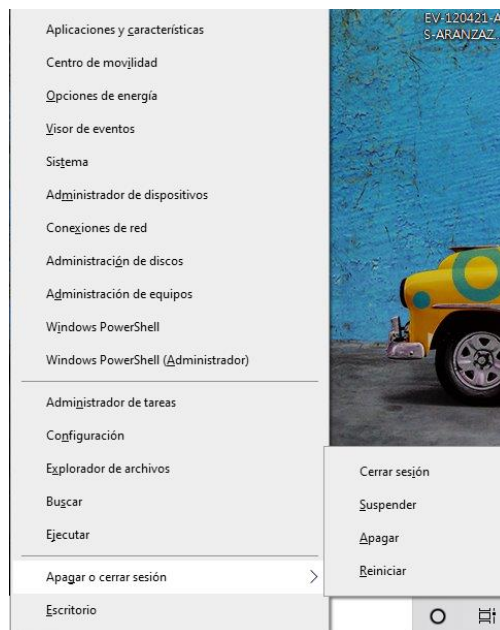 Aplicaciones y características
Centro de movilidad
Opciones de energía
Visor de eventos
Sistema
Administrador de dispositivos
Conexiones de red
Administración de discos
Administración de equipos
Windows PowerShell
Windows PowerShell (Administrador)
Administrador de tareas
Configuración
Explorador de archivos
Buscar
Ejecutar
Apagar o cerrar sesión
Escritorio
Cerrar sesión
Suspender
Apagar
Reiniciar
EV-120421-A
S-ARANZAZ...